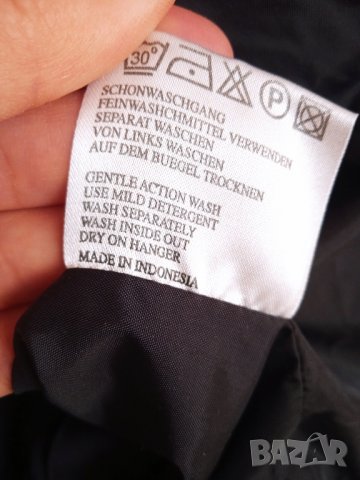 30°
P
SCHONWASCHGANG
FEINWASCHMITTEL VERWENDEN
SEPARAT WASCHEN
VON LINKS WASCHEN
AUF DEM BUEGEL TROCKNEN
GENTLE ACTION WASH
USE MILD DETERGENT
WASH SEPARATELY
WASH INSIDE OUT
DRY ON HANGER
MADE IN INDONESIA
BAZAR